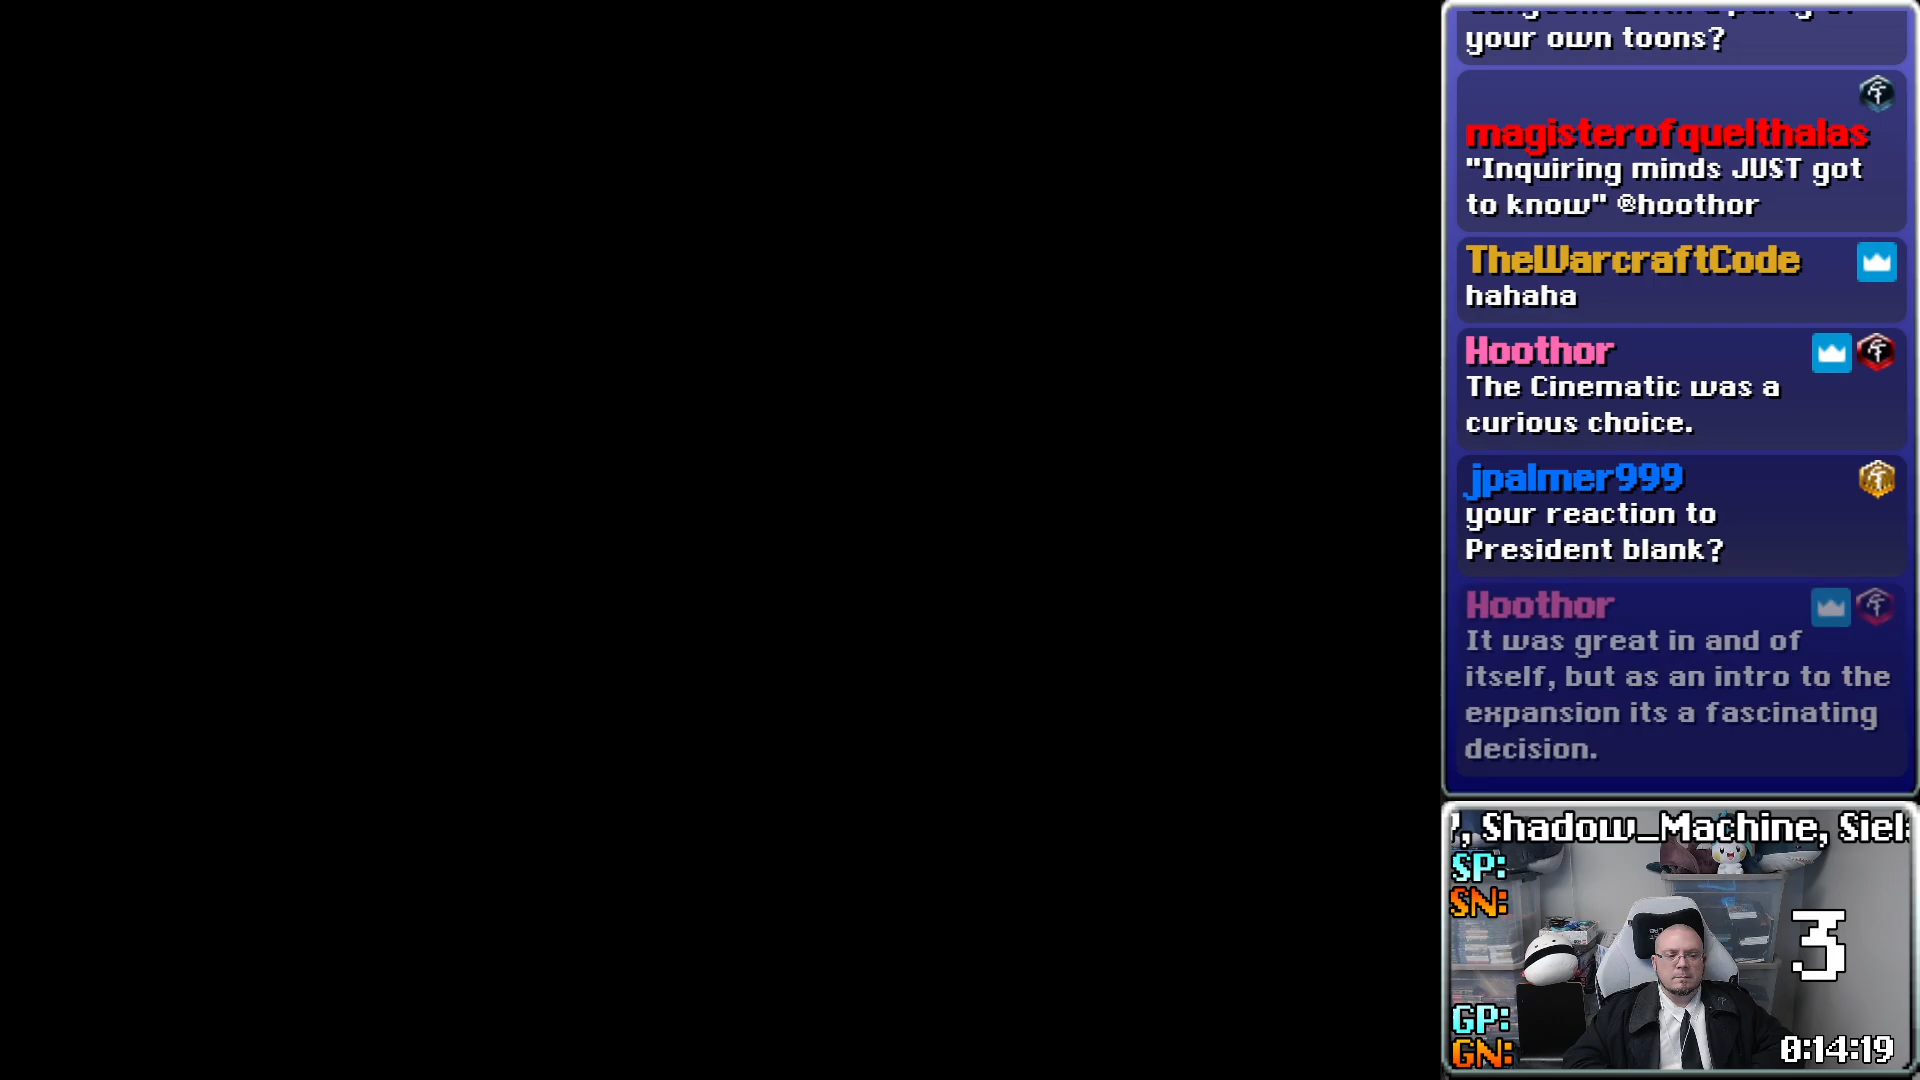 your own toons?
magisterofquelthalas
"Inquiring minds JUST got
to know" @hoothor
TheWarcraftCode
hahaha
Hoothor
The Cinematic was a
curious choice.
jpalmer999
your reaction to
President blank?
Hoothor
It was great in and of
itself, but as an intro to the
expansion its a fascinating
decision.
, Shadow_Machine, Siel
SP:
SN:
3
GP:
GN:
0:14:19